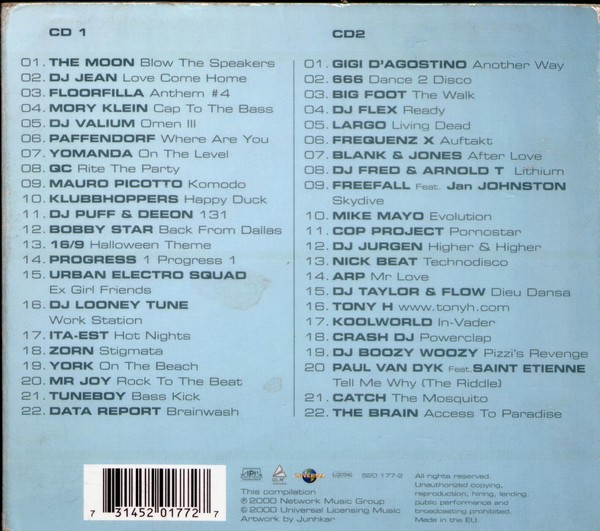 CD 1
01. THE MOON Blow The Speakers
02. DJ JEAN Love Come Home
03. FLOORFILLA Anthem #4
04. MORY KLEIN Cap To The Bass
05. DJ VALIUM Omen III
06. PAFFENDORF Where Are You
07. YOMANDA On The Level
08. QC Rite The Party
09. MAURO PICOTTO Komodo
10. KLUBBHOPPERS Happy Duck
11. DJ PUFF & DEEON 131
12. BOBBY STAR Back From Dallas
13. 16/9 Halloween Theme
14. PROGRESS 1 Progress 1
15. URBAN ELECTRO SQUAD
Ex Girl Friends
16. DJ LOONEY TUNE
Work Station
17. ITA-EST Hot Nights
18. ZORN Stigmata
19. YORK On The Beach
20. MR JOY Rock To The Beat
21. TUNEBOY Bass Kick
22. DATA REPORT Brainwash
CD2
01. GIGI D'AGOSTINO Another Way
02. 666 Dance 2 Disco
03. BIG FOOT The Walk
04. DJ FLEX Ready
05. LARGO Living Dead
06. FREQUENZ X Auftakt
07. BLANK & JONES After Love
08. DJ FRED & ARNOLD T Lithium
09. FREEFALL Feat. Jan JOHNSTON
Skydive
10. MIKE MAYO Evolution
11. COP PROJECT Pornostar
12. DJ JURGEN Higher & Higher
13. NICK BEAT Technodisco
14. ARP Mr Love
15. DJ TAYLOR & FLOW Dieu Dansa
16. TONY H www.tonyh.com
17. KOOLWORLD In-Vader
18. CRASH DJ Powerclap
19. DJ BOOZY WOOZY Pizzi's Revenge
20 PAUL VAN DYK Feat. SAINT ETIENNE
Tell Me Why (The Riddle)
21. CATCH The Mosquito
22. THE BRAIN Access To Paradise
7 31452 01772 7
UNIVERSAL
520 177-2
This compilation
℗ 2000 Network Music Group
© 2000 Universal Licensing Music
Artwork by Junhkar
All rights reserved.
Unauthorized copying,
reproduction, hiring, lending,
public performance and
broadcasting prohibited.
Made in the EU.